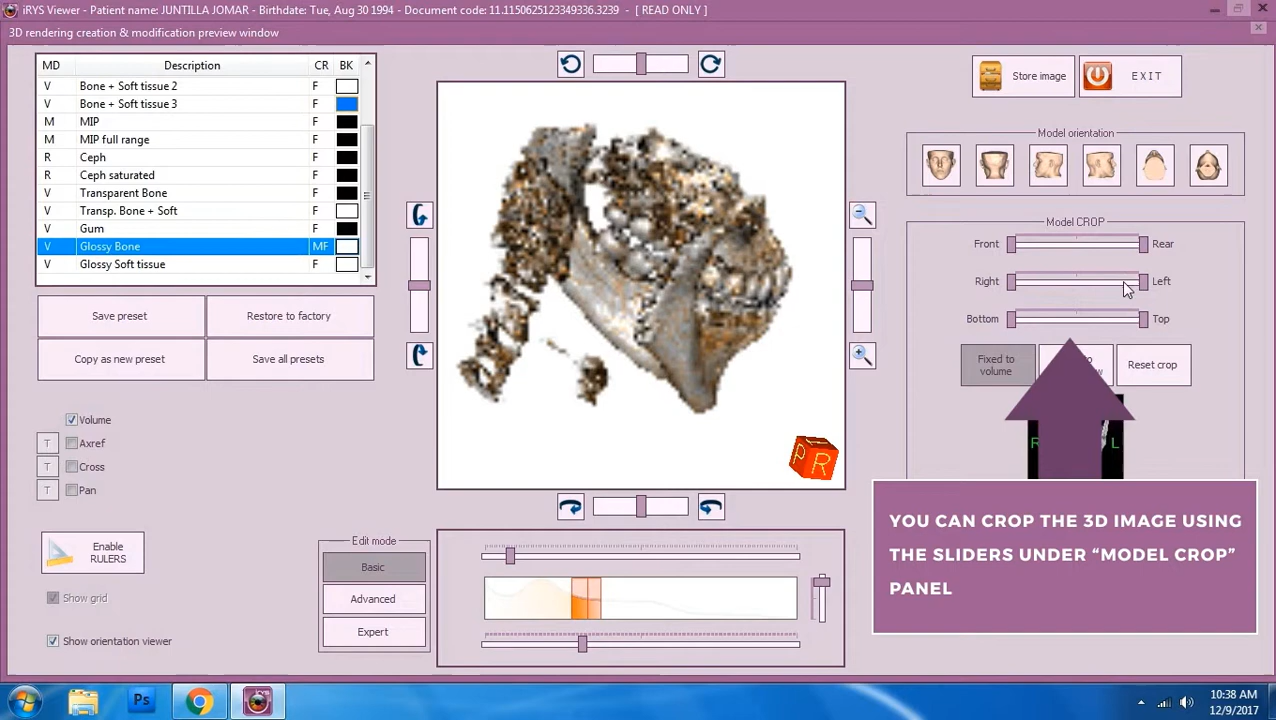 iRYS Viewer - Patient name: JUNTILLA JOMAR - Birthdate: Tue, Aug 30 1994 - Document code: 11.1150625123349336.3239 - [ READ ONLY ]
3D rendering creation & modification preview window
MD Description CR BK
V Bone + Soft tissue 2 F
V Bone + Soft tissue 3 F
M MIP F
M MIP full range F
R Ceph F
R Ceph saturated F
V Transparent Bone F
V Transp. Bone + Soft F
V Gum F
V Glossy Bone MF
V Glossy Soft tissue F
Save preset Restore to factory
Copy as new preset Save all presets
Volume
T Axref
T Cross
T Pan
Enable
RULERS
Show grid
Show orientation viewer
Edit mode
Basic
Advanced
Expert
P R
Store image EXIT
Model orientation
Model CROP
Front Rear
Right Left
Bottom Top
Fixed to
volume
Reset crop
R L
YOU CAN CROP THE 3D IMAGE USING
THE SLIDERS UNDER “MODEL CROP”
PANEL
Ps
iRYS
10:38 AM
12/9/2017